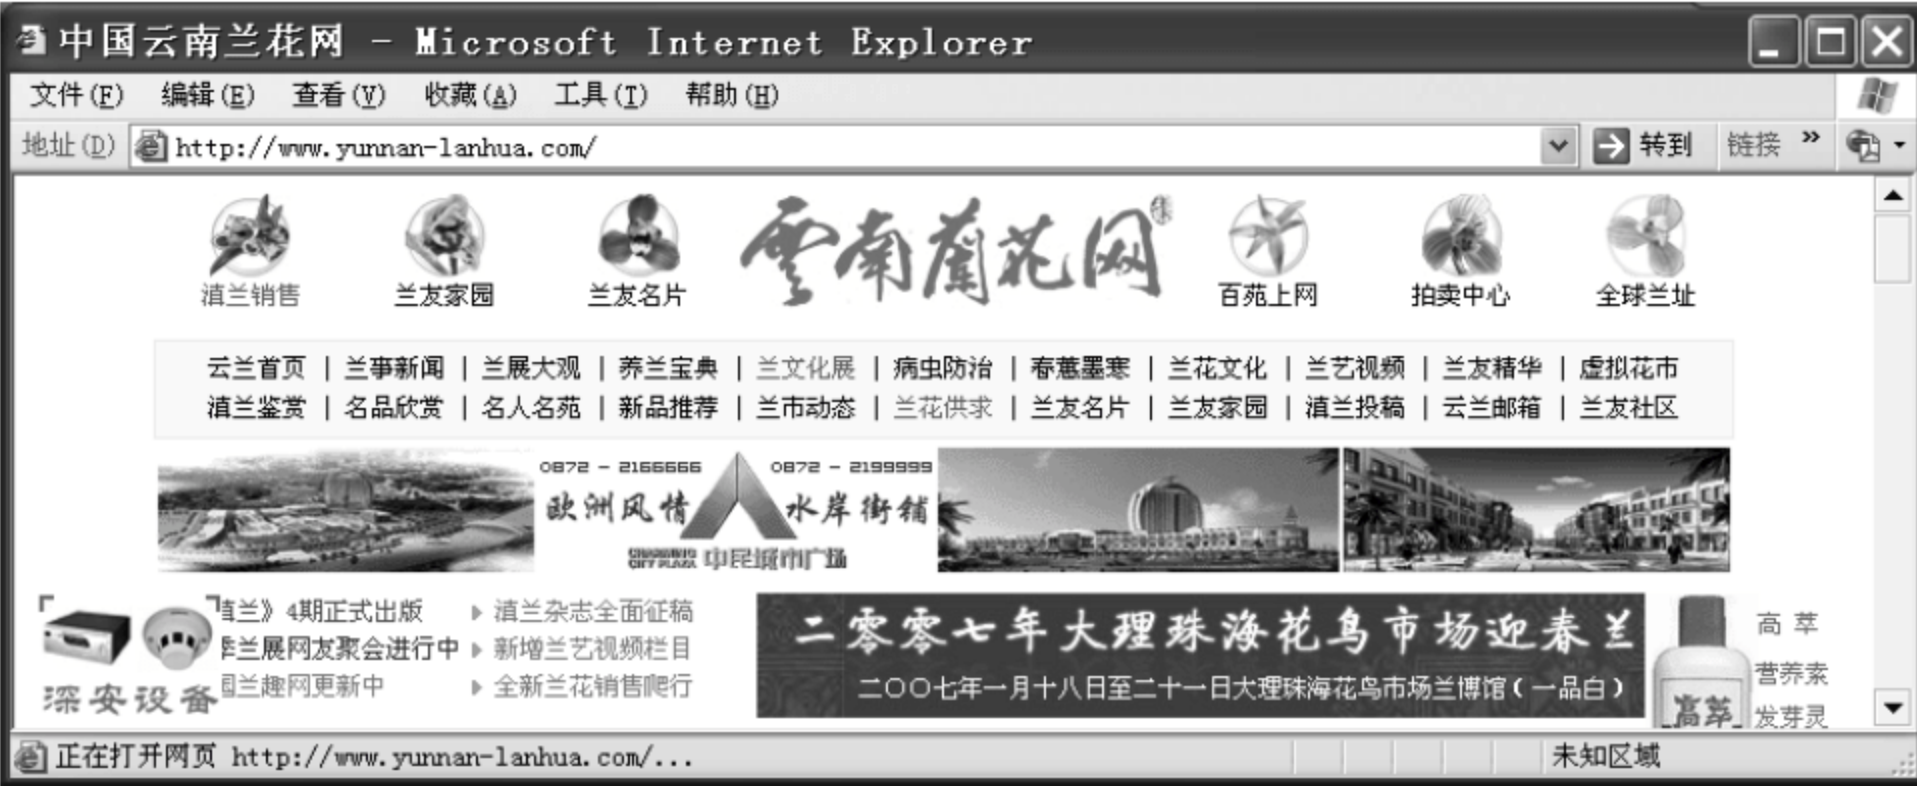 中国云南兰花网 - Microsoft Internet Explorer
文件(F) 编辑(E) 查看(V) 收藏(A) 工具(T) 帮助(H)
地址(D) http://www.yunnan-lanhua.com/ 转到 链接 »
雲南蘭花网
滇兰销售 兰友家园 兰友名片 百苑上网 拍卖中心 全球兰址
云兰首页 | 兰事新闻 | 兰展大观 | 养兰宝典 | 兰文化展 | 病虫防治 | 春蕙墨寒 | 兰花文化 | 兰艺视频 | 兰友精华 | 虚拟花市
滇兰鉴赏 | 名品欣赏 | 名人名苑 | 新品推荐 | 兰市动态 | 兰花供求 | 兰友名片 | 兰友家园 | 滇兰投稿 | 云兰邮箱 | 兰友社区
0872 - 2166666 0872 - 2199999
欧洲风情 水岸街铺
CHARMING CITY PLAZA 中民城市广场
滇兰》4期正式出版 滇兰杂志全面征稿
兰展网友聚会进行中 新增兰艺视频栏目
兰趣网更新中 全新兰花销售爬行
深安设备
二零零七年大理珠海花鸟市场迎春兰
二〇〇七年一月十八日至二十一日大理珠海花鸟市场兰博馆(一品白)
高萃
高 萃
营养素
发芽灵
正在打开网页 http://www.yunnan-lanhua.com/... 未知区域